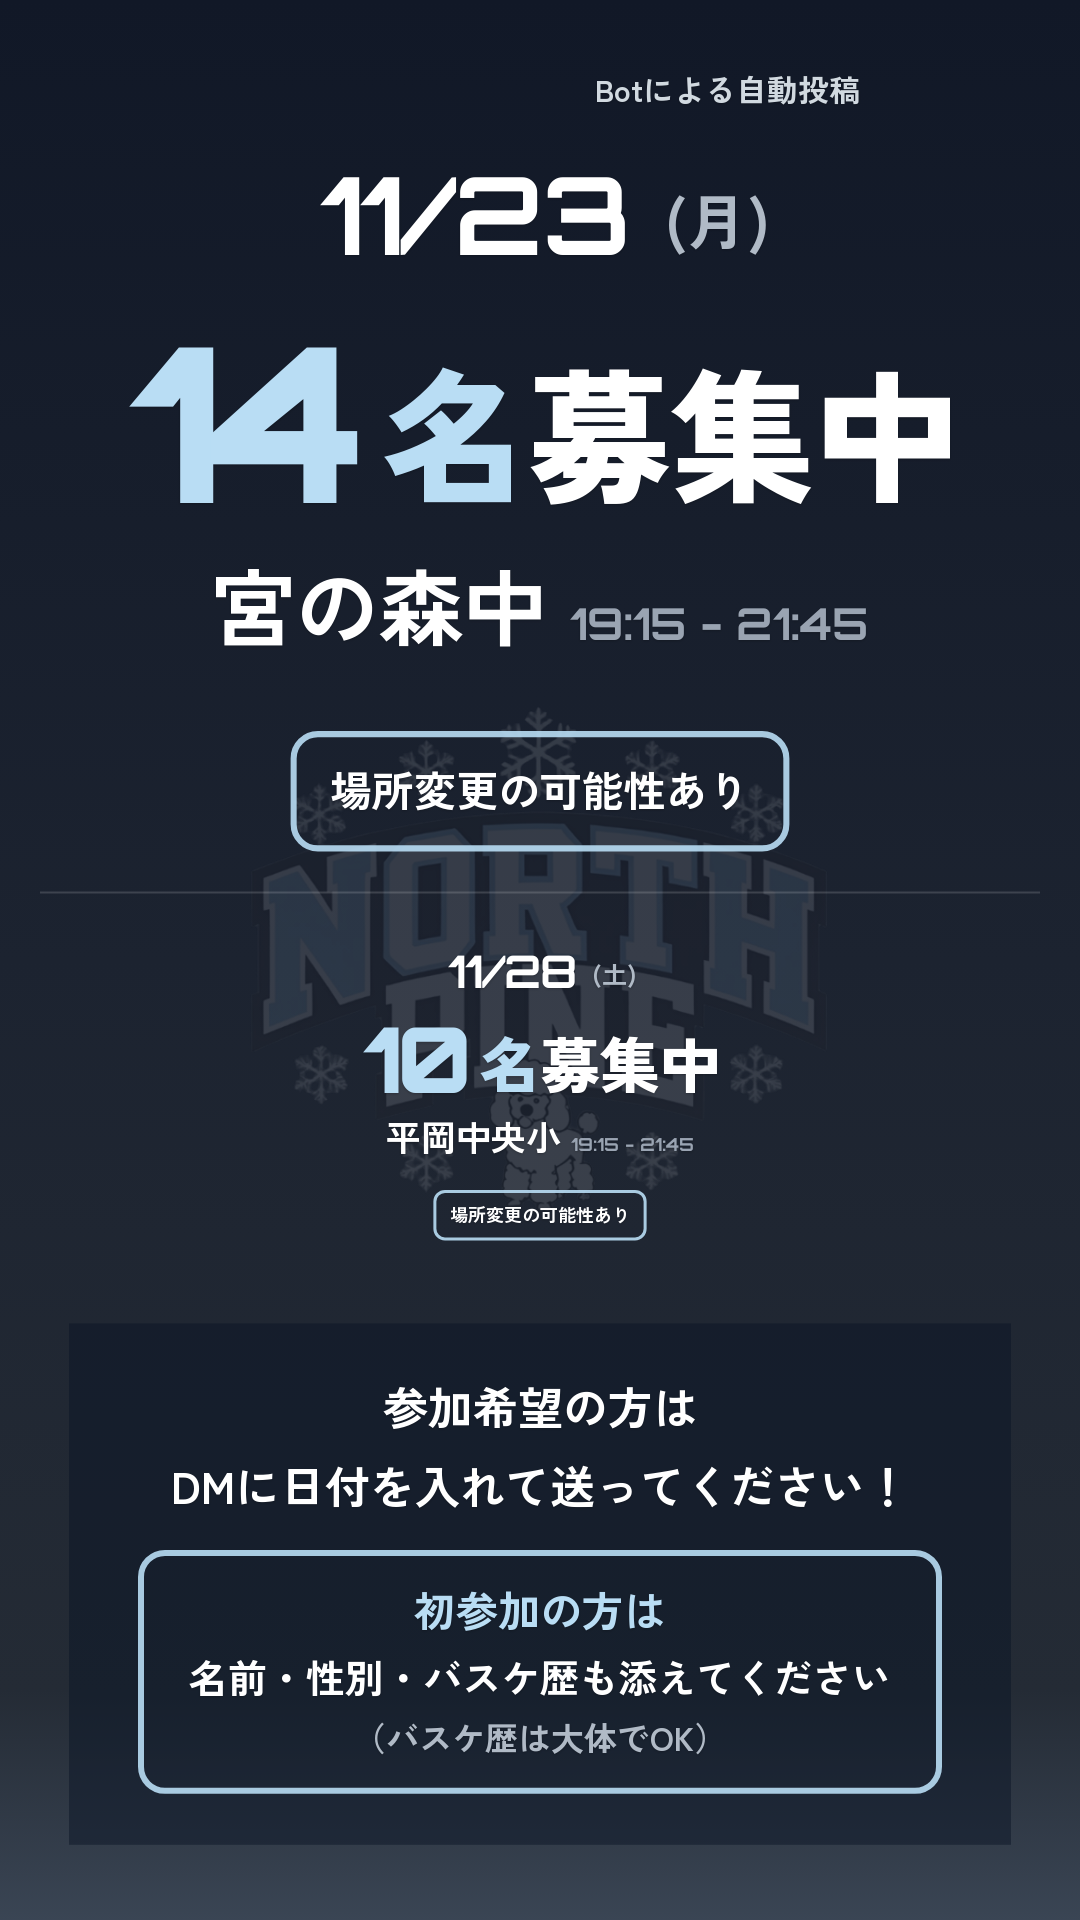 Botによる自動投稿
11/23 (月)
14名募集中
宮の森中 19:15 - 21:45
場所変更の可能性あり
NORTH
PINE
11/28 (土)
10名募集中
平岡中央小 19:15 - 21:45
場所変更の可能性あり
参加希望の方は
DMに日付を入れて送ってください！
初参加の方は
名前・性別・バスケ歴も添えてください
（バスケ歴は大体でOK）